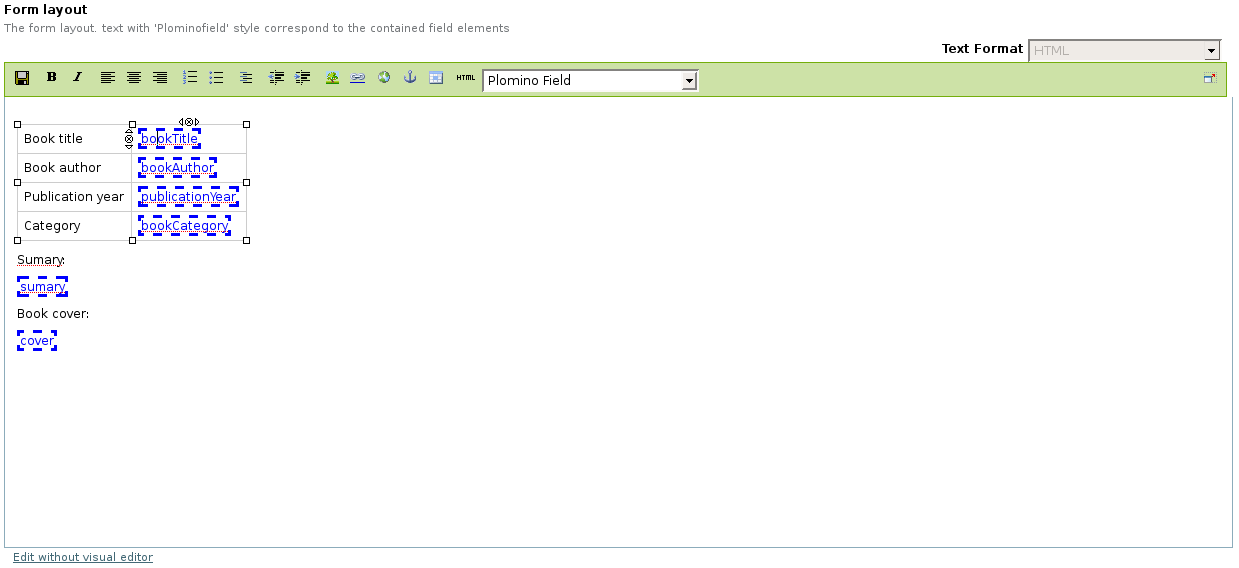 Form layout
The form layout. text with 'Plominofield' style correspond to the contained field elements
Text Format HTML
B I HTML Plomino Field
Book title bookTitle
Book author bookAuthor
Publication year publicationYear
Category bookCategory
Sumary:
sumary
Book cover:
cover
Edit without visual editor